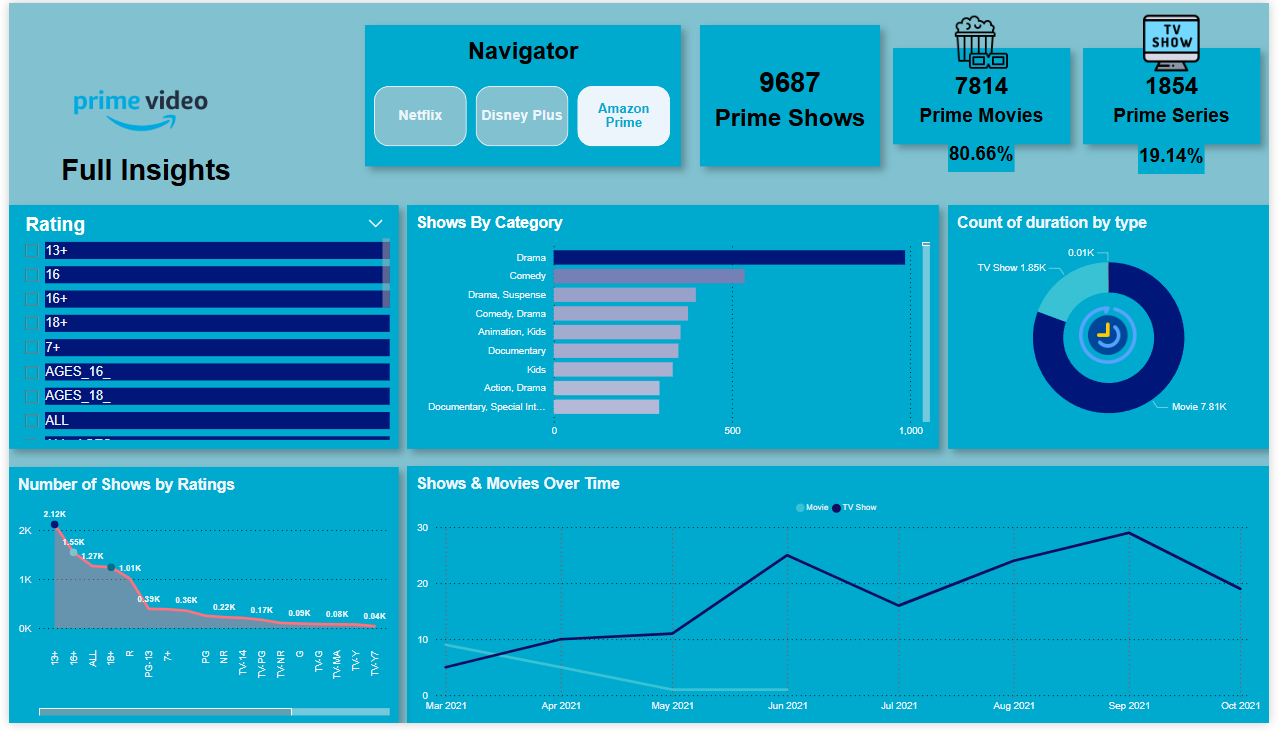 prime video
Full Insights
Navigator
Netflix
Disney Plus
Amazon
Prime
9687
Prime Shows
7814
Prime Movies
80.66%
TV
SHOW
1854
Prime Series
19.14%
Rating
13+
16
16+
18+
7+
AGES_16_
AGES_18_
ALL
Shows By Category
Drama
Comedy
Drama, Suspense
Comedy, Drama
Animation, Kids
Documentary
Kids
Action, Drama
Documentary, Special Int...
0
500
1,000
Count of duration by type
0.01K
TV Show 1.85K
Movie 7.81K
Number of Shows by Ratings
2K
1K
0K
2.12K
1.55K
1.27K
1.01K
0.39K
0.36K
0.22K
0.17K
0.09K
0.08K
0.04K
13+
16+
ALL
18+
R
PG-13
7+
PG
NR
TV-14
TV-PG
TV-NR
G
TV-G
TV-MA
TV-Y
TV-Y7
Shows & Movies Over Time
Movie
TV Show
30
20
10
0
Mar 2021
Apr 2021
May 2021
Jun 2021
Jul 2021
Aug 2021
Sep 2021
Oct 2021